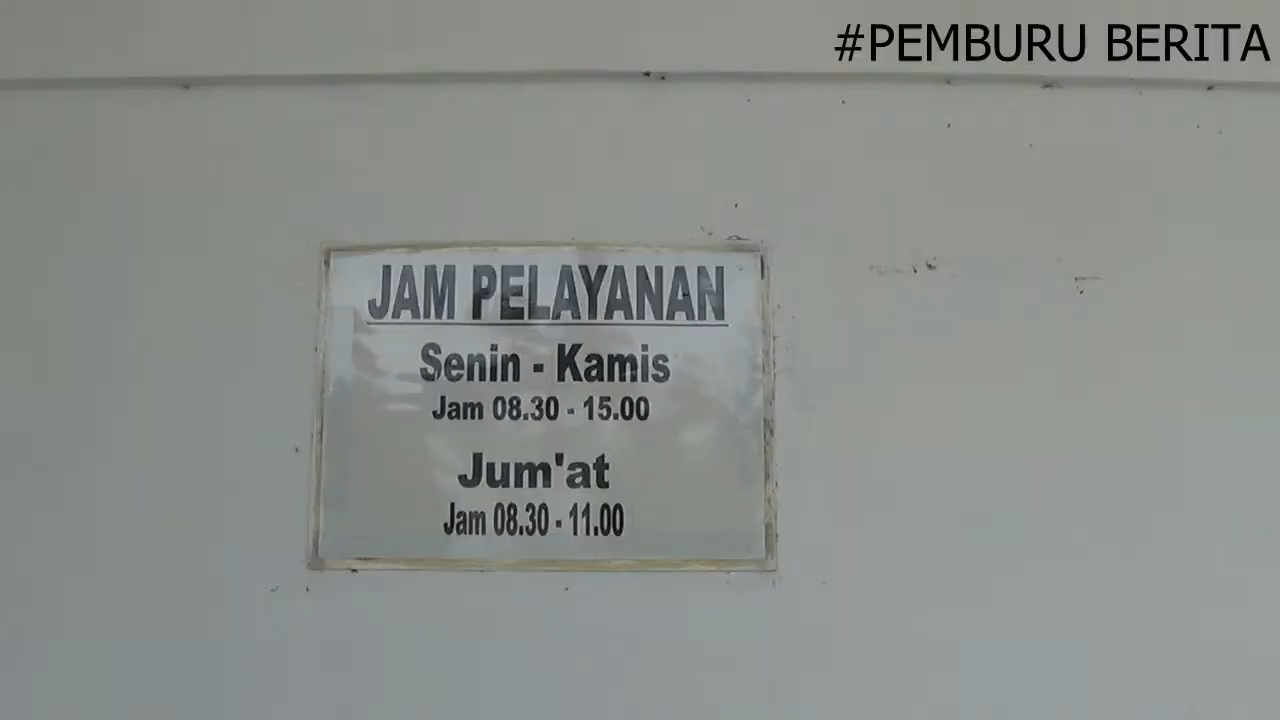 #PEMBURU BERITA
JAM PELAYANAN
Senin - Kamis
Jam 08.30 - 15.00
Jum'at
Jam 08.30 - 11.00